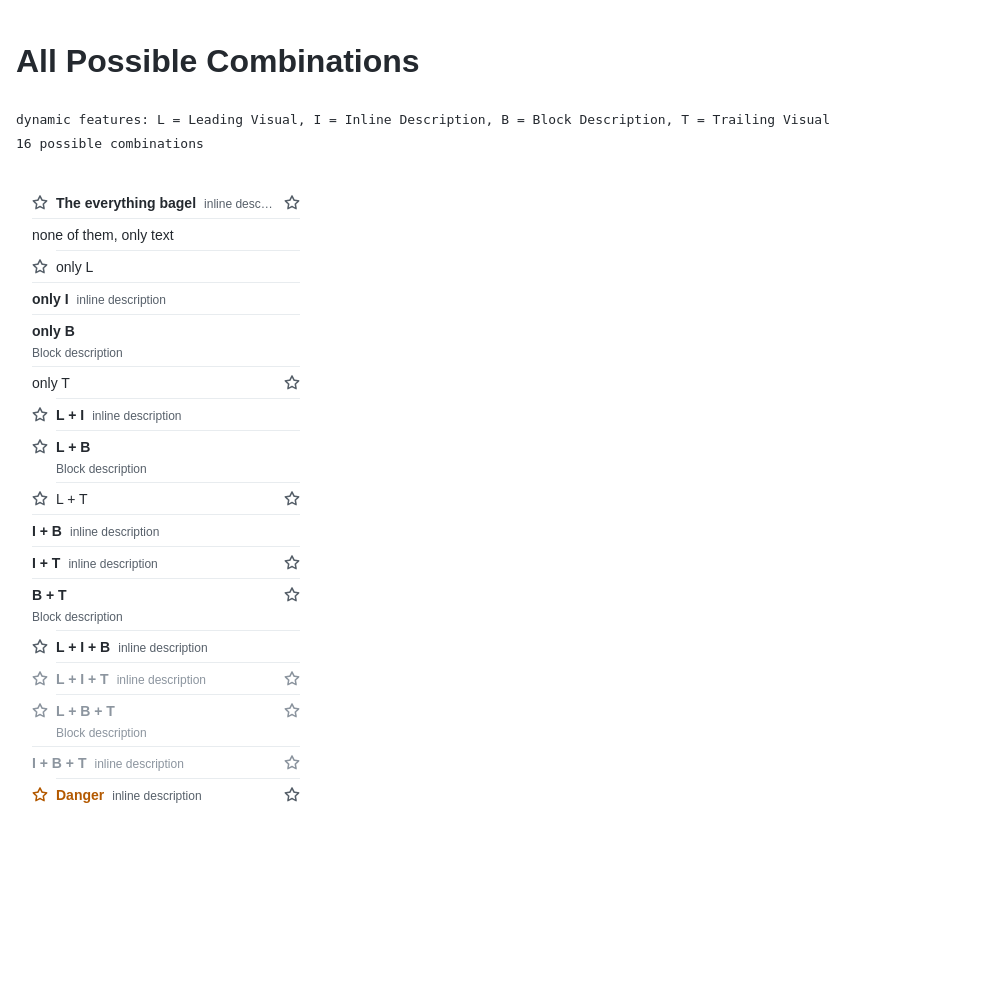 All Possible Combinations
dynamic features: L = Leading Visual, I = Inline Description, B = Block Description, T = Trailing Visual
16 possible combinations
The everything bagel inline desc…
none of them, only text
only L
only I inline description
only B
Block description
only T
L + I inline description
L + B
Block description
L + T
I + B inline description
I + T inline description
B + T
Block description
L + I + B inline description
L + I + T inline description
L + B + T
Block description
I + B + T inline description
Danger inline description